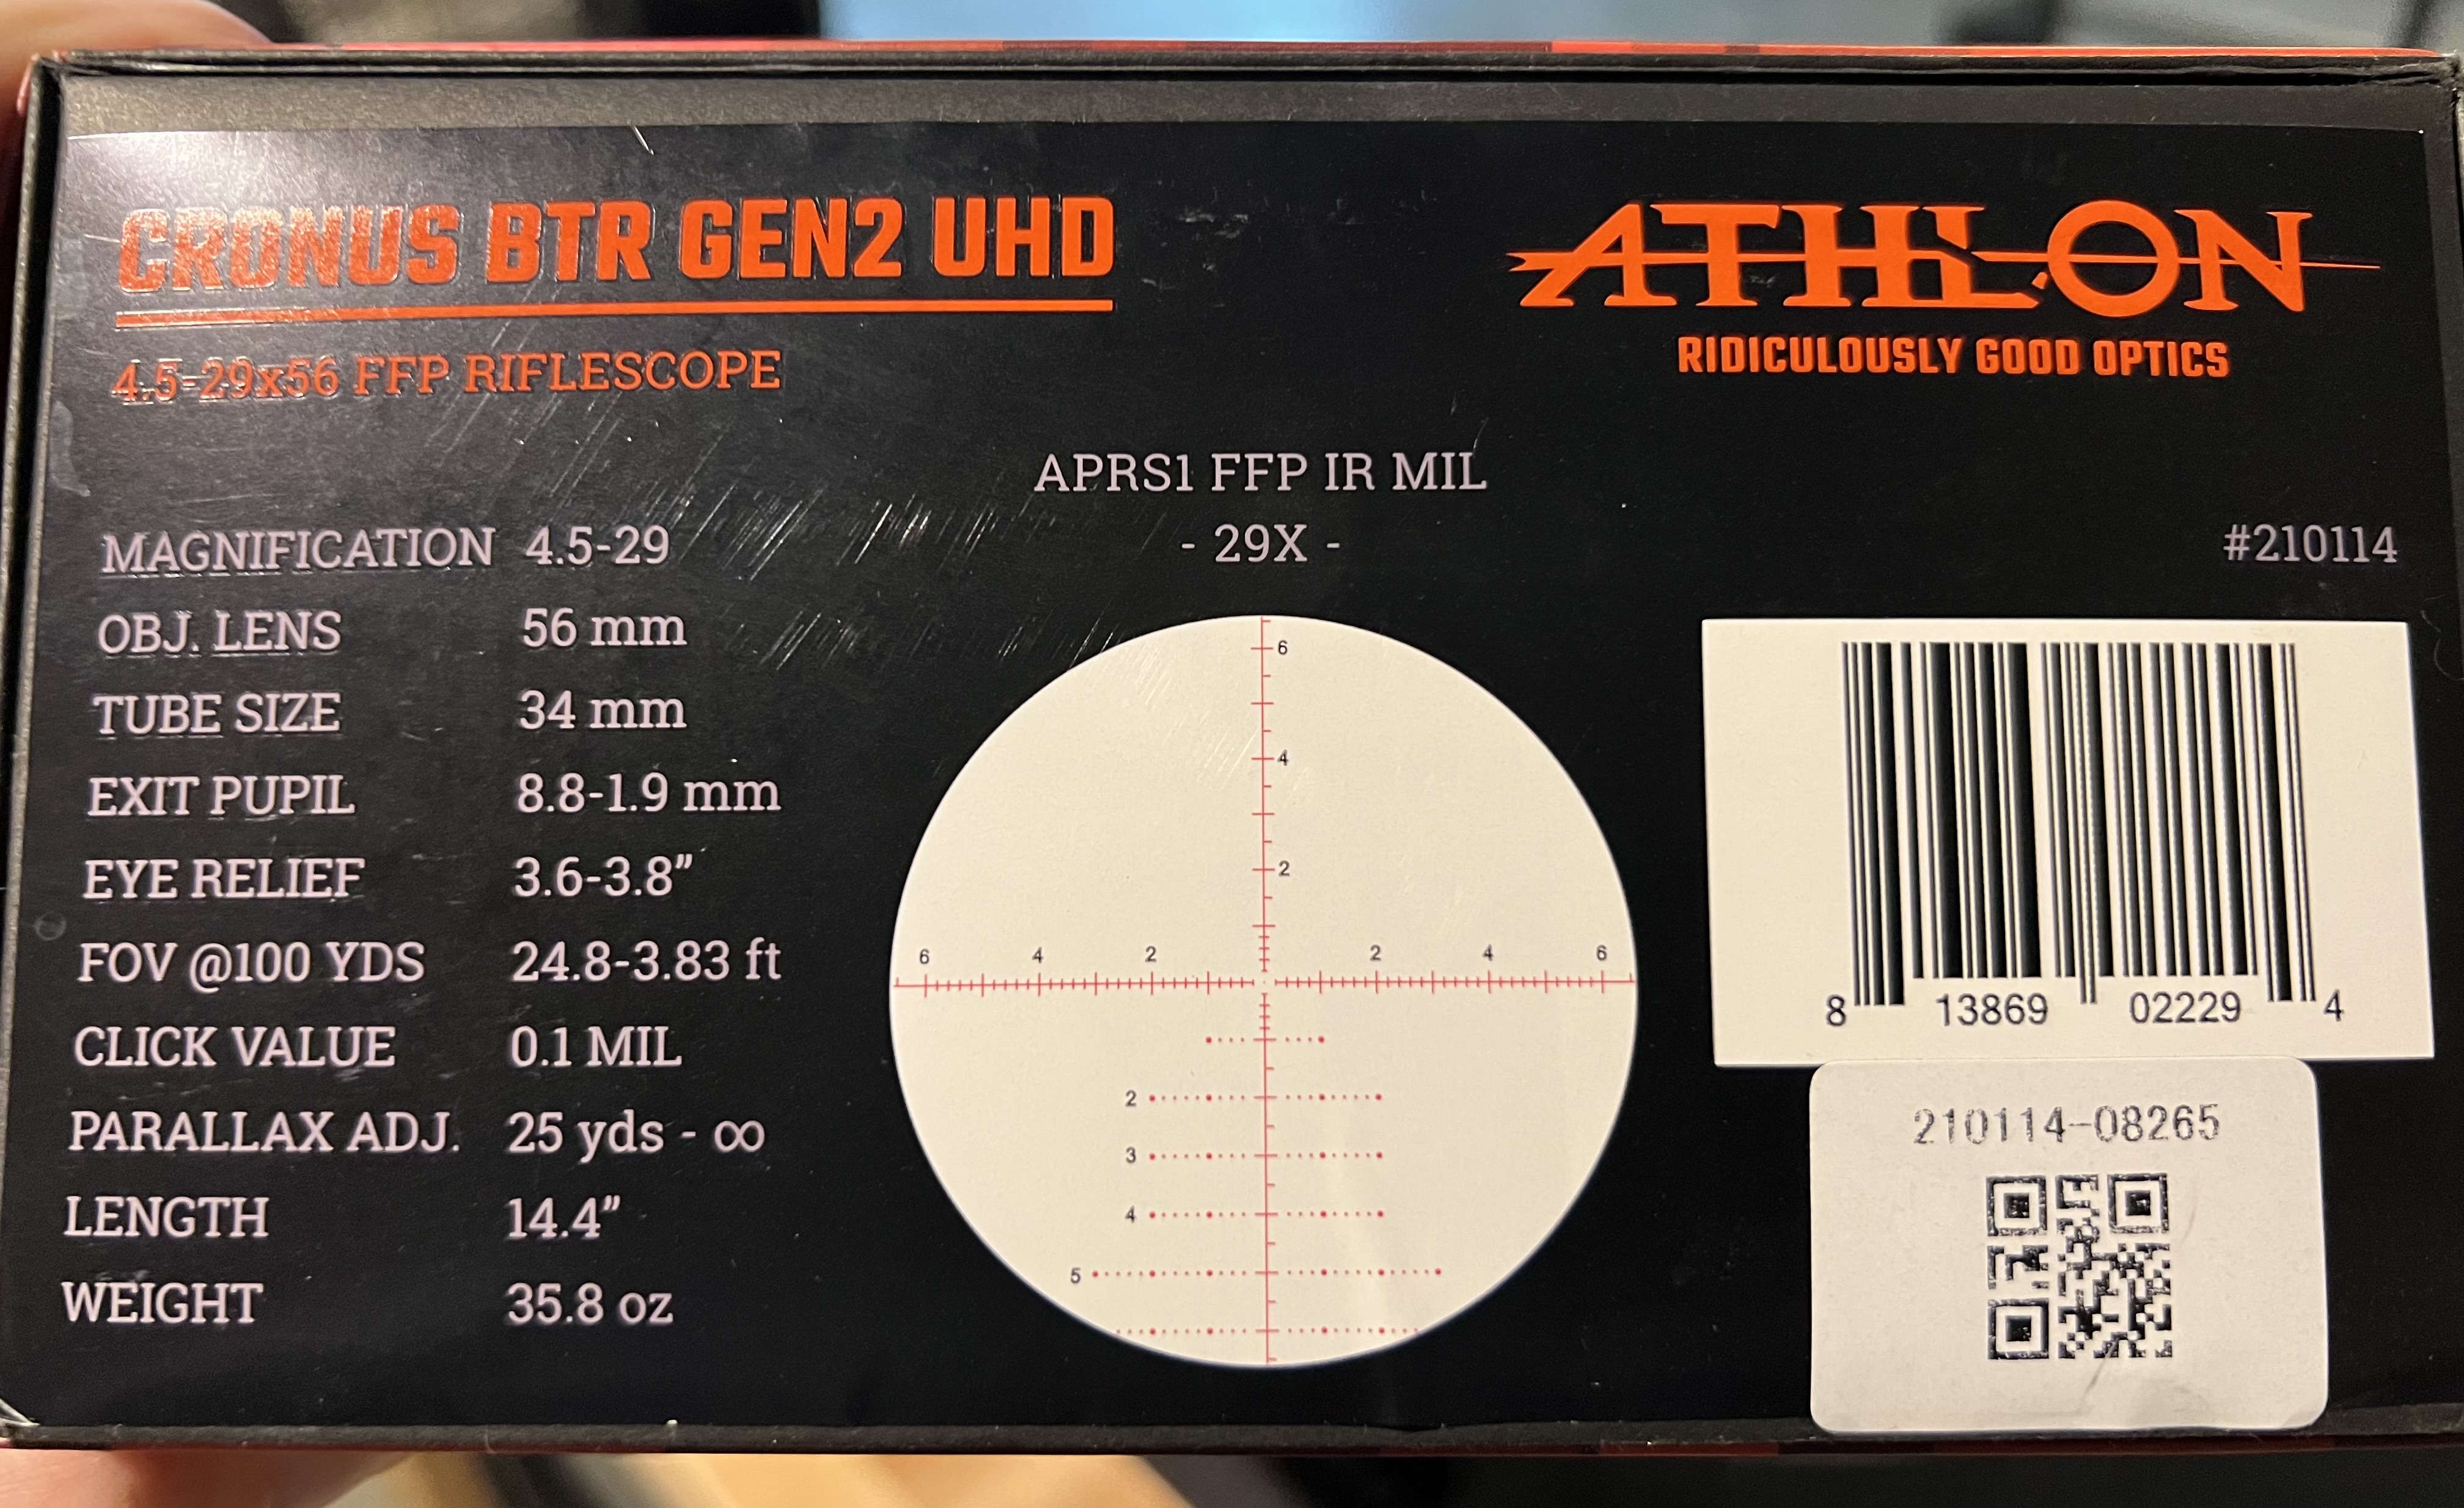 CRONUS BTR GEN2 UHD
4.5-29x56 FFP RIFLESCOPE
ATHLON
RIDICULOUSLY GOOD OPTICS
MAGNIFICATION 4.5-29
OBJ. LENS 56 mm
TUBE SIZE 34 mm
EXIT PUPIL 8.8-1.9 mm
EYE RELIEF 3.6-3.8”
FOV @100 YDS 24.8-3.83 ft
CLICK VALUE 0.1 MIL
PARALLAX ADJ. 25 yds - ∞
LENGTH 14.4”
WEIGHT 35.8 oz
APRS1 FFP IR MIL
- 29X -
6
4
2
6 4 2 2 4 6
2
3
4
5
#210114
8 13869 02229 4
210114-08265